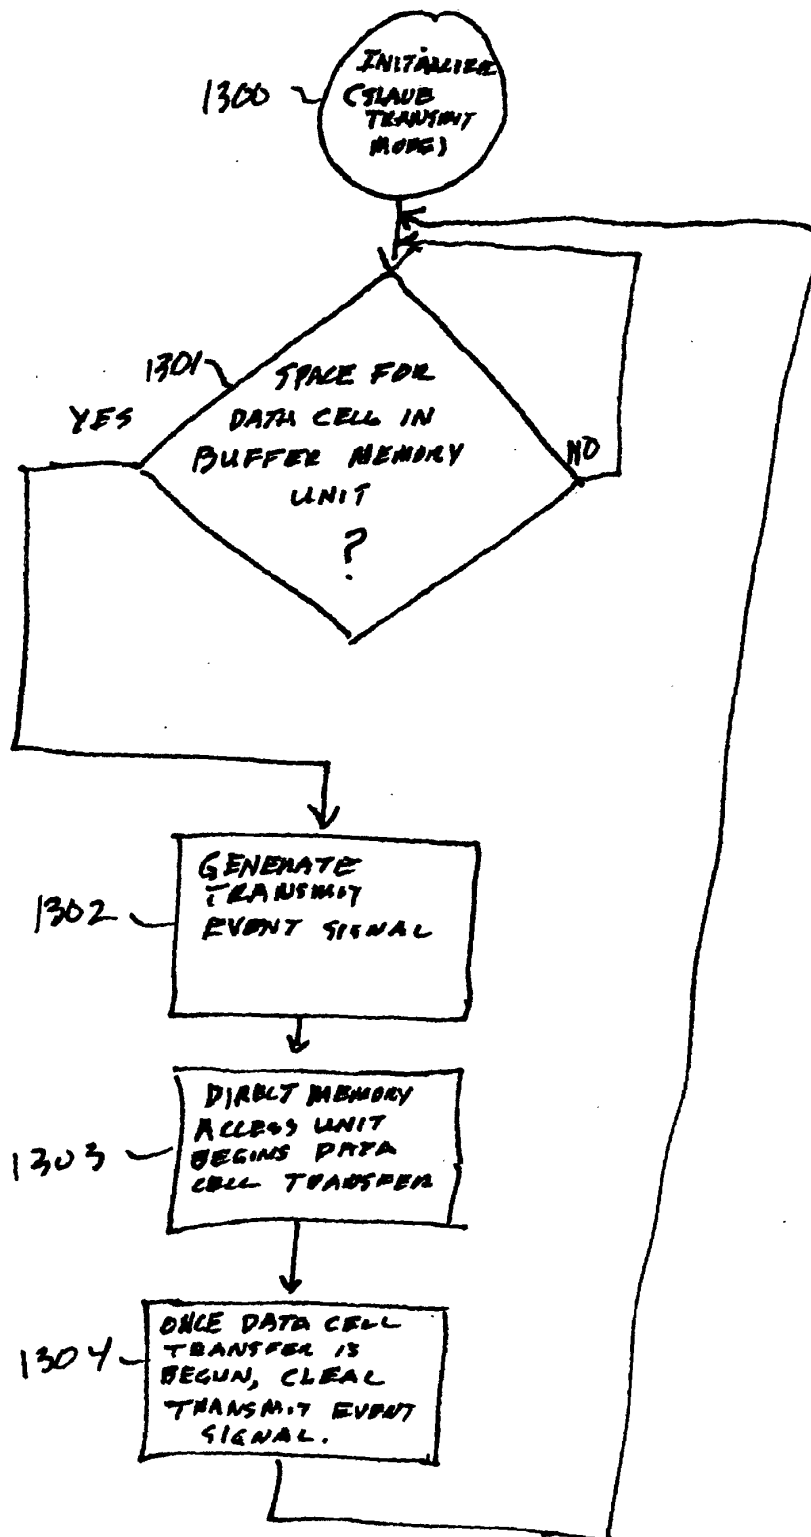 1300
INITIALIZE
(SLAVE
TRANSMIT
MODE)
1301
SPACE FOR
DATA CELL IN
BUFFER MEMORY
UNIT
?
YES
NO
1302
GENERATE
TRANSMIT
EVENT SIGNAL
1303
DIRECT MEMORY
ACCESS UNIT
BEGINS DATA
CELL TRANSFER
1304
ONCE DATA CELL
TRANSFER IS
BEGUN, CLEAR
TRANSMIT EVENT
SIGNAL.